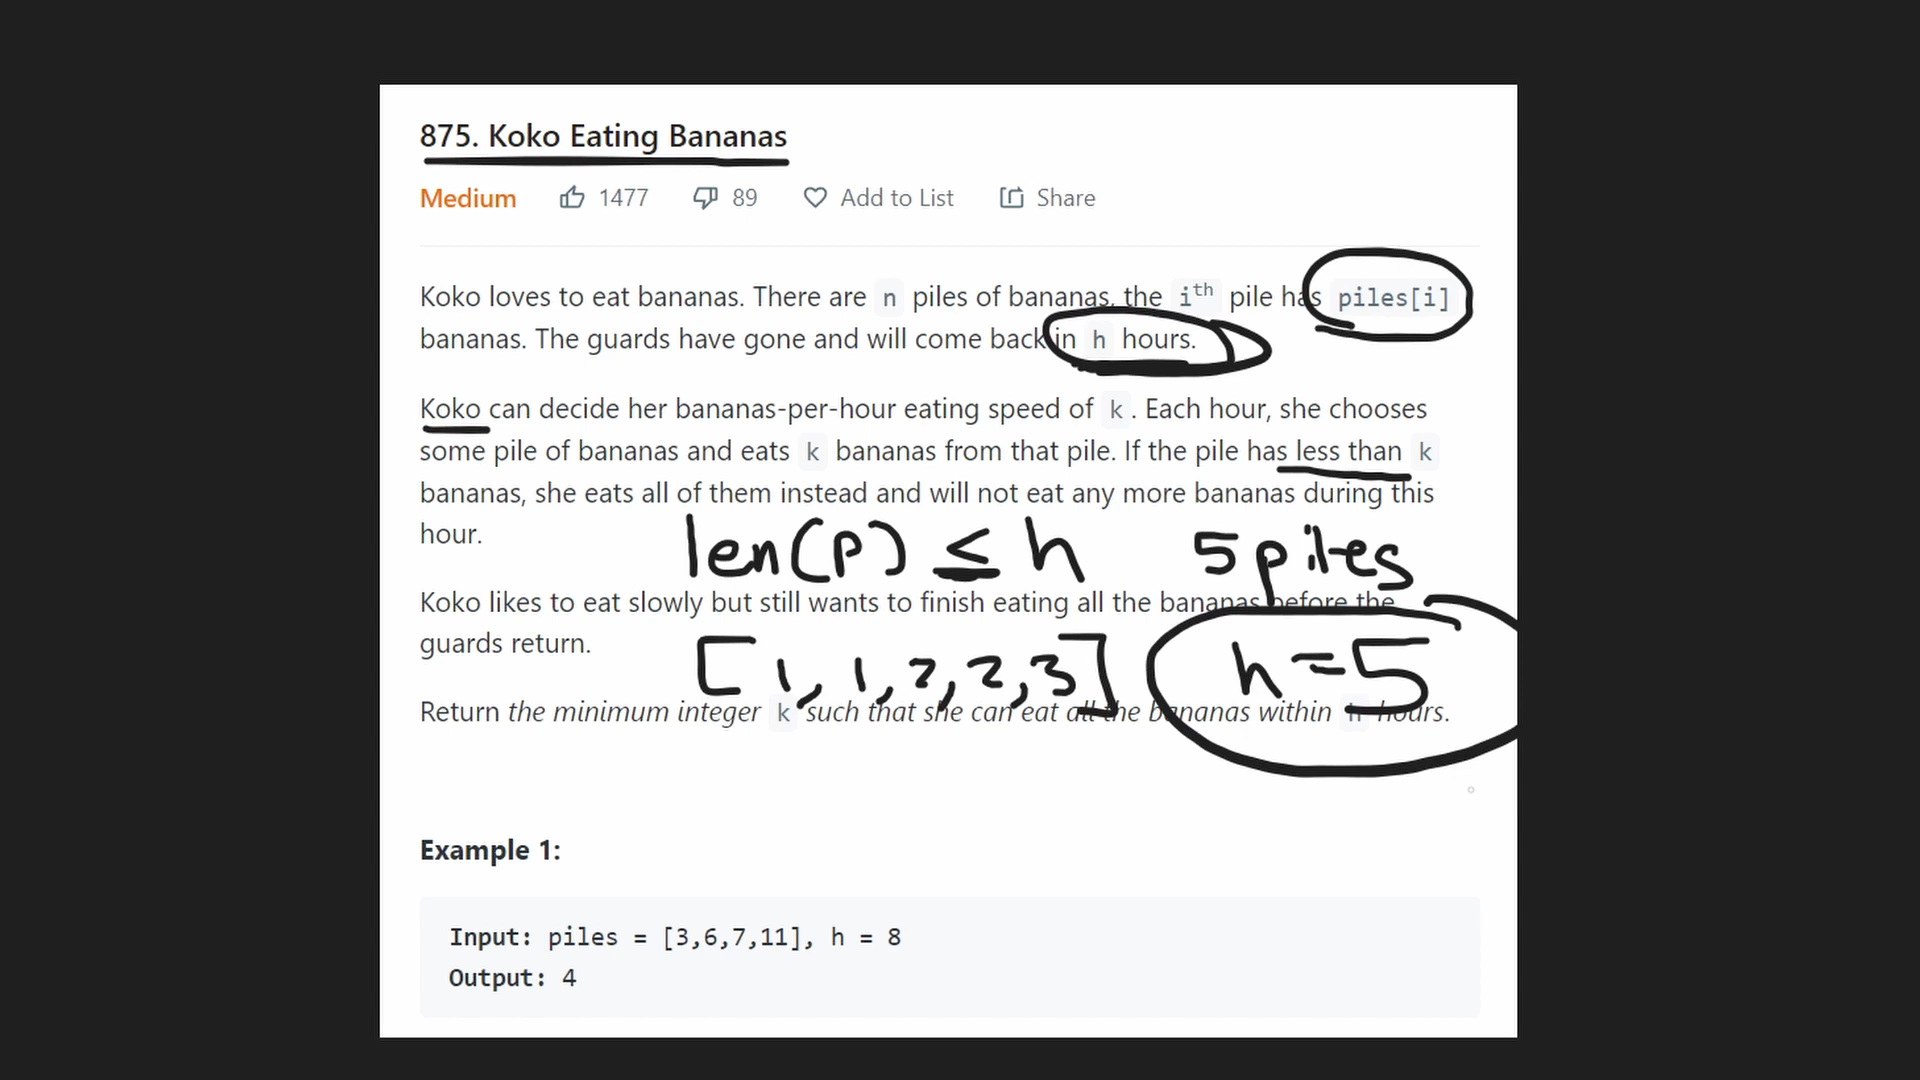 875. Koko Eating Bananas
Medium 1477 89 Add to List Share
Koko loves to eat bananas. There are n piles of bananas, the ith pile has piles[i]
bananas. The guards have gone and will come back in h hours.
Koko can decide her bananas-per-hour eating speed of k. Each hour, she chooses
some pile of bananas and eats k bananas from that pile. If the pile has less than k
bananas, she eats all of them instead and will not eat any more bananas during this
hour.
len(p) ≤ h 5 piles
Koko likes to eat slowly but still wants to finish eating all the bananas before the
guards return.
[1,1,2,2,3] h=5
Return the minimum integer k such that she can eat all the bananas within h hours.
Example 1:
Input: piles = [3,6,7,11], h = 8
Output: 4